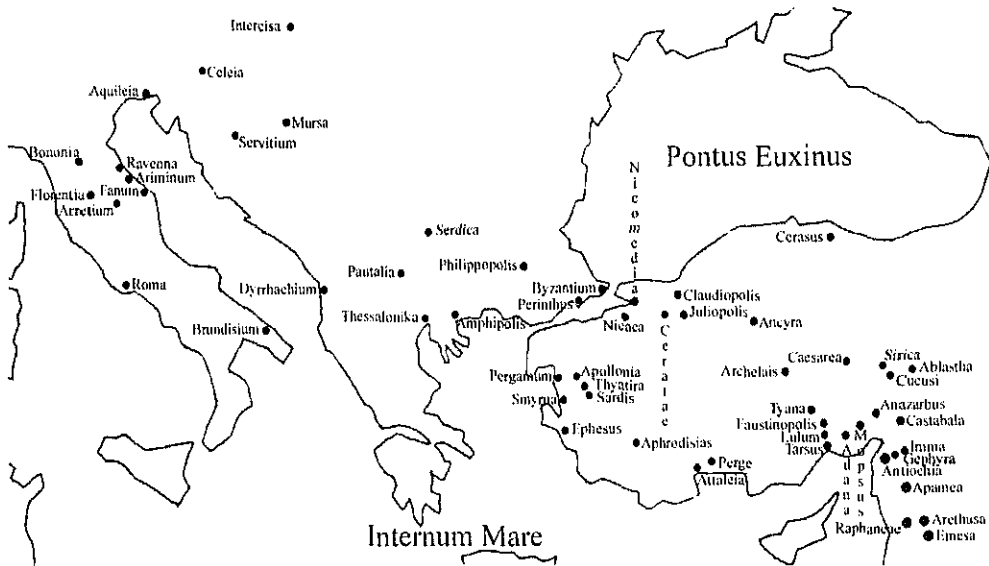 Intercisa
Celeia
Aquileia
Mursa
Servitium
Bononia
Ravenna
Ariminum
Florentia
Fanum
Arretium
Pontus Euxinus
Nicomedia
Serdica
Cerasus
Pautalia
Philippopolis
Roma
Dyrrhachium
Byzantium
Claudiopolis
Perinthus
Thessalonika
Amphipolis
Juliopolis
Nicaea
Ancyra
Brundisium
Ceratae
Caesarea
Sirica
Ablastha
Archelais
Cucusi
Pergamum
Apollonia
Thyatira
Smyrna
Sardis
Tyana
Anazarbus
Faustinopolis
Castabala
Ephesus
Lulum
Mopsus
Aphrodisias
Tarsus
Adana
Imma
Gephyra
Perge
Antiochia
Attaleia
Apamea
Internum Mare
Raphaneae
Arethusa
Emesa